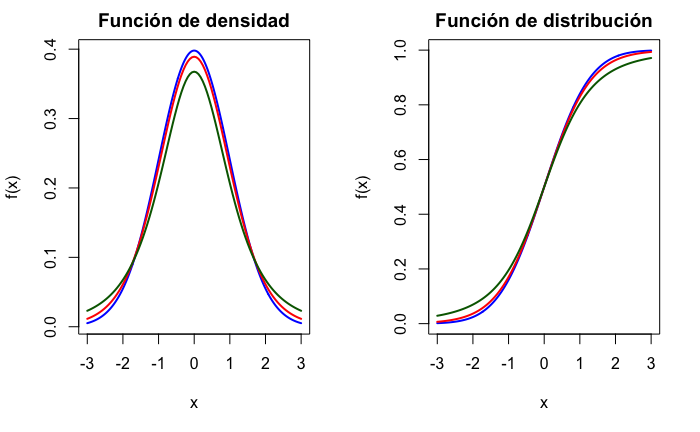 Función de densidad
f(x)
0.4
0.3
0.2
0.1
0.0
-3 -2 -1 0 1 2 3
x
Función de distribución
f(x)
1.0
0.8
0.6
0.4
0.2
0.0
-3 -2 -1 0 1 2 3
x